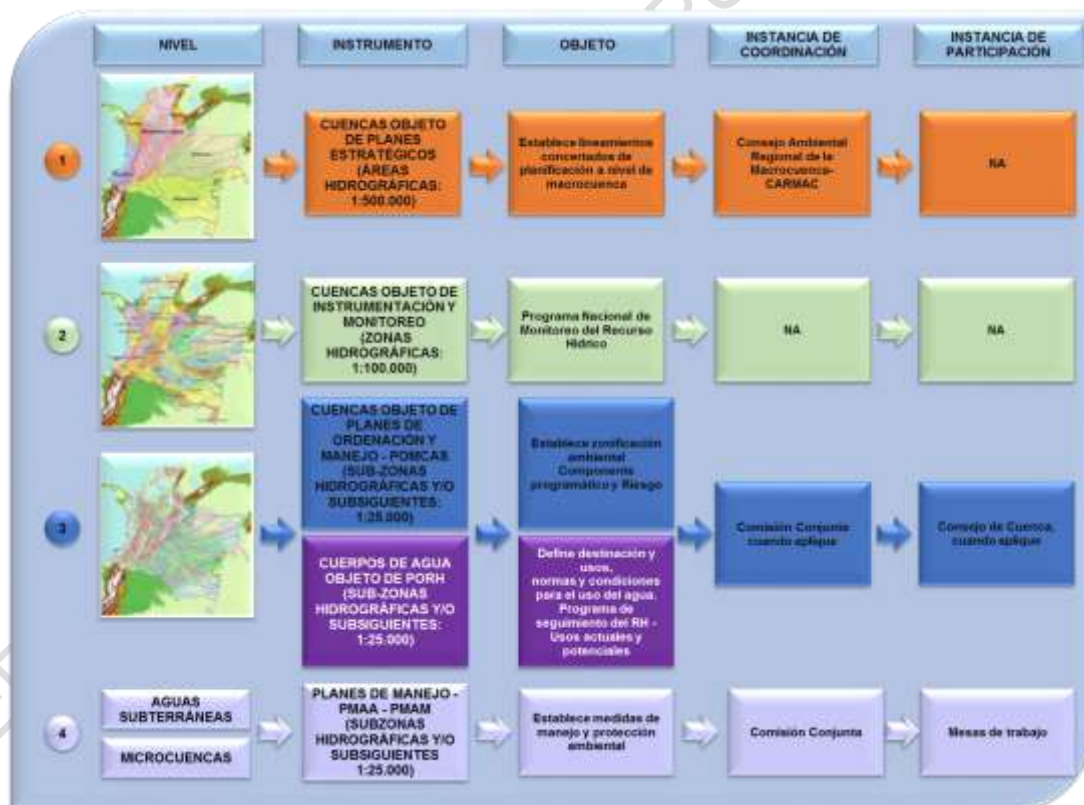 NIVEL
INSTRUMENTO
OBJETO
INSTANCIA DE
COORDINACIÓN
INSTANCIA DE
PARTICIPACIÓN
1
CUENCAS OBJETO
DE PLANES
ESTRATÉGICOS
(ÁREAS
HIDROGRÁFICAS:
1:500.000)
Establece lineamientos
concertados de
planificación a nivel de
macrocuenca
Consejo Ambiental
Regional de la
Macrocuenca-
CARMAC
NA
2
CUENCAS OBJETO DE
INSTRUMENTACIÓN Y
MONITOREO
(ZONAS
HIDROGRÁFICAS:
1:100.000)
Programa Nacional de
Monitoreo del Recurso
Hídrico
NA
NA
3
CUENCAS OBJETO DE
PLANES DE
ORDENACIÓN Y
MANEJO - POMCAS
(SUB-ZONAS
HIDROGRÁFICAS Y/O
SUBSIGUIENTES:
1:25.000)
Establece zonificación
ambiental
Componente
programático y Riesgo
Comisión Conjunta
cuando aplique
Consejo de Cuenca,
cuando aplique
CUERPOS DE AGUA
OBJETO DE PORH
(SUB-ZONAS
HIDROGRÁFICAS Y/O
SUBSIGUIENTES:
1:25.000)
Define destinación y
usos,
normas y condiciones
para el uso del agua.
Programa de
seguimiento del RH -
Usos actuales y
potenciales
4
AGUAS
SUBTERRÁNEAS
MICROCUENCAS
PLANES DE MANEJO -
PMAA - PMAM
(SUBZONAS
HIDROGRÁFICAS Y/O
SUBSIGUIENTES
1:25.000)
Establece medidas de
manejo y protección
ambiental
Comisión Conjunta
Mesas de trabajo